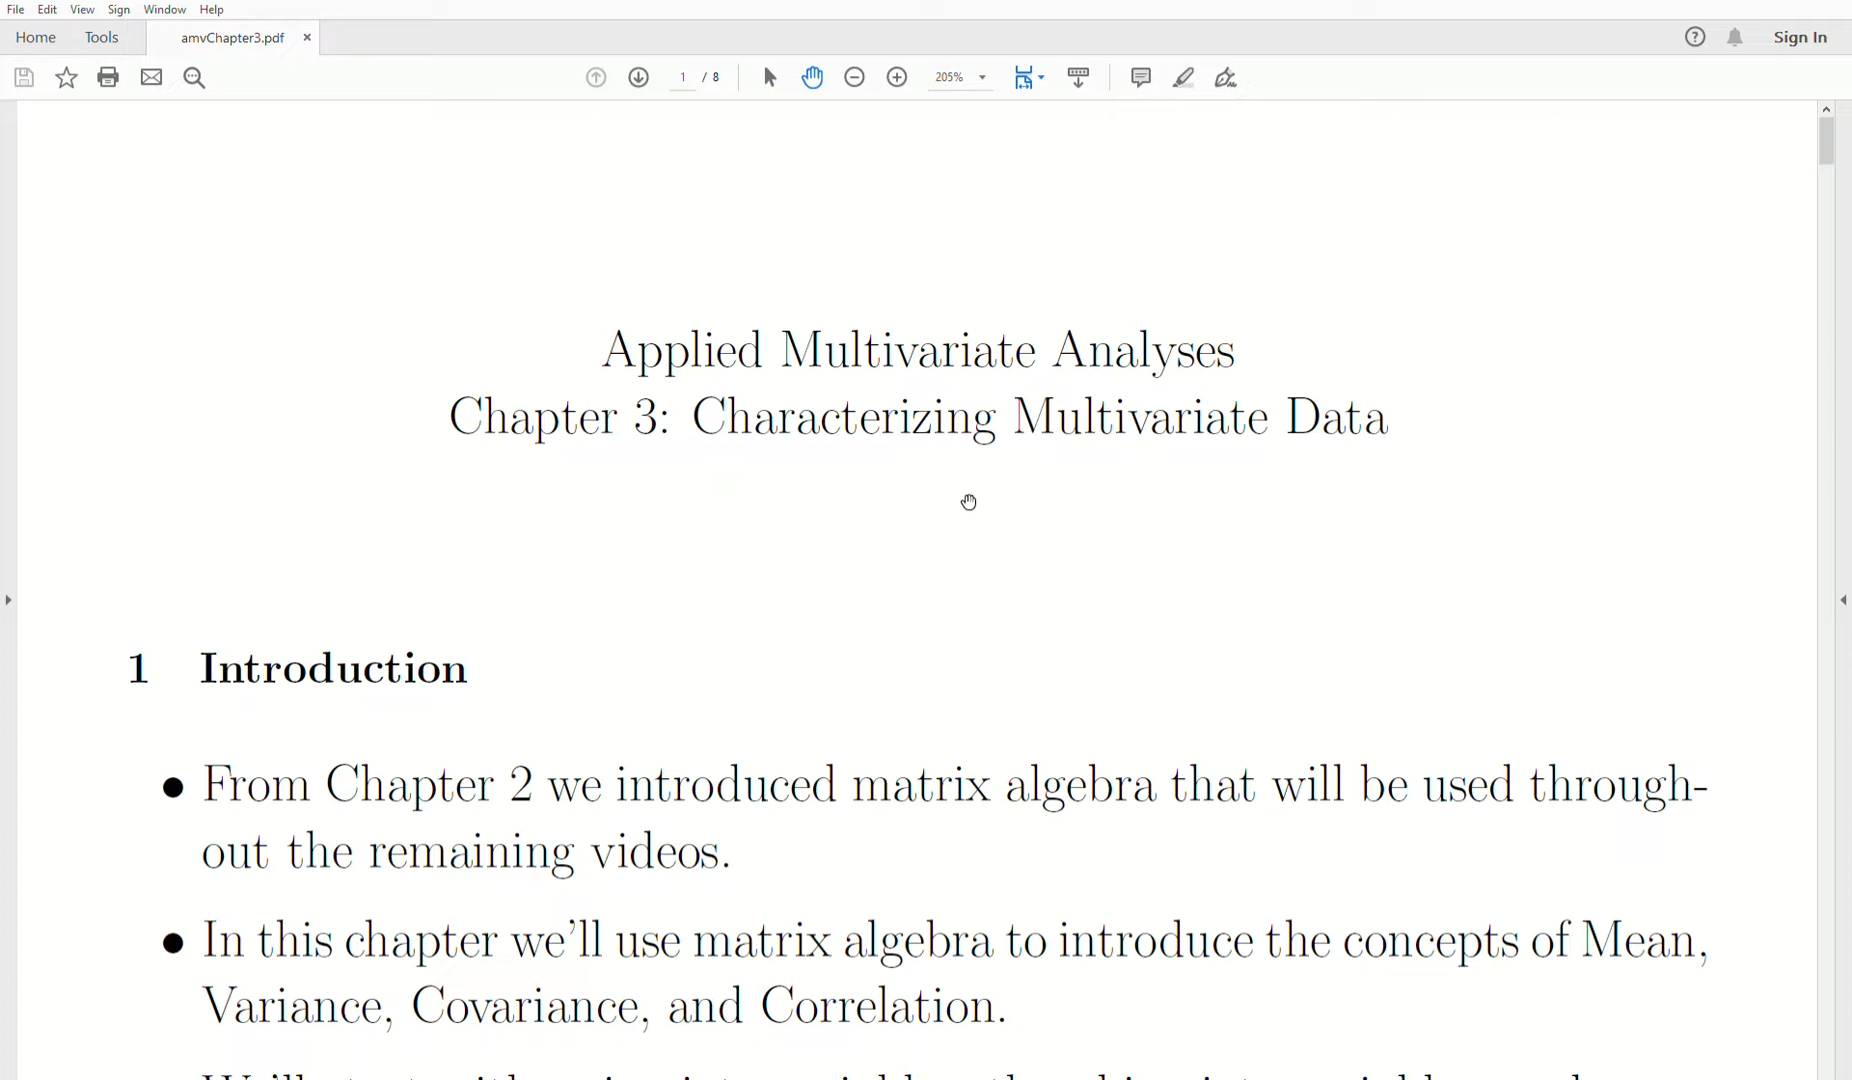 File Edit View Sign Window Help
Home Tools amvChapter3.pdf × Sign In
1 / 8 205%
Applied Multivariate Analyses
Chapter 3: Characterizing Multivariate Data
1 Introduction
• From Chapter 2 we introduced matrix algebra that will be used through-
out the remaining videos.
• In this chapter we'll use matrix algebra to introduce the concepts of Mean,
Variance, Covariance, and Correlation.